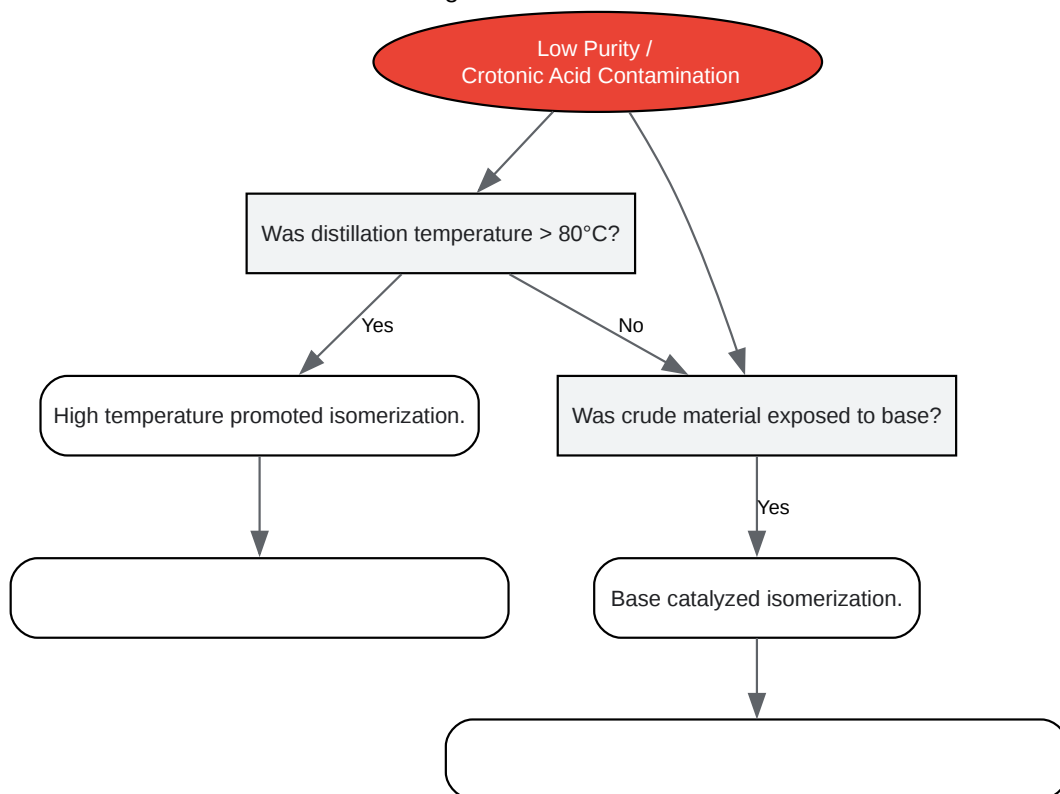 Low Purity /
Crotonic Acid Contamination
Was distillation temperature > 80°C?
Yes
No
High temperature promoted isomerization.
Was crude material exposed to base?
Yes
Base catalyzed isomerization.